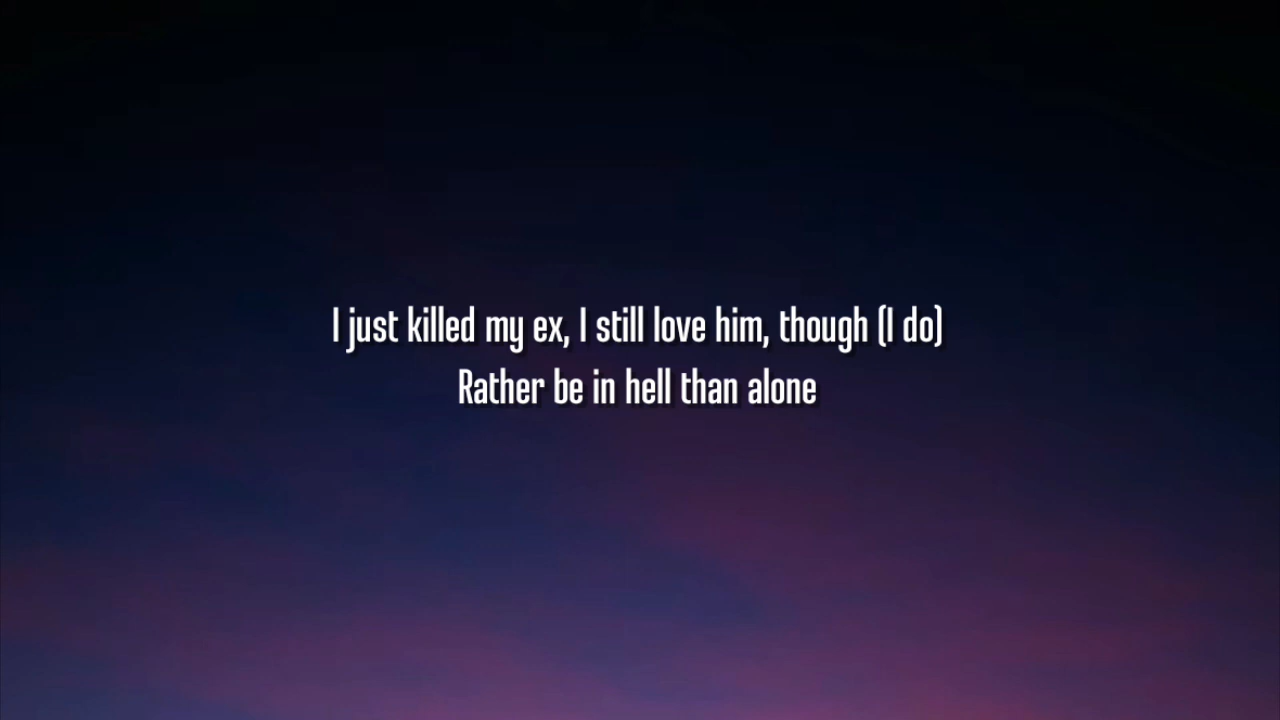 I just killed my ex, I still love him, though (I do)
Rather be in hell than alone